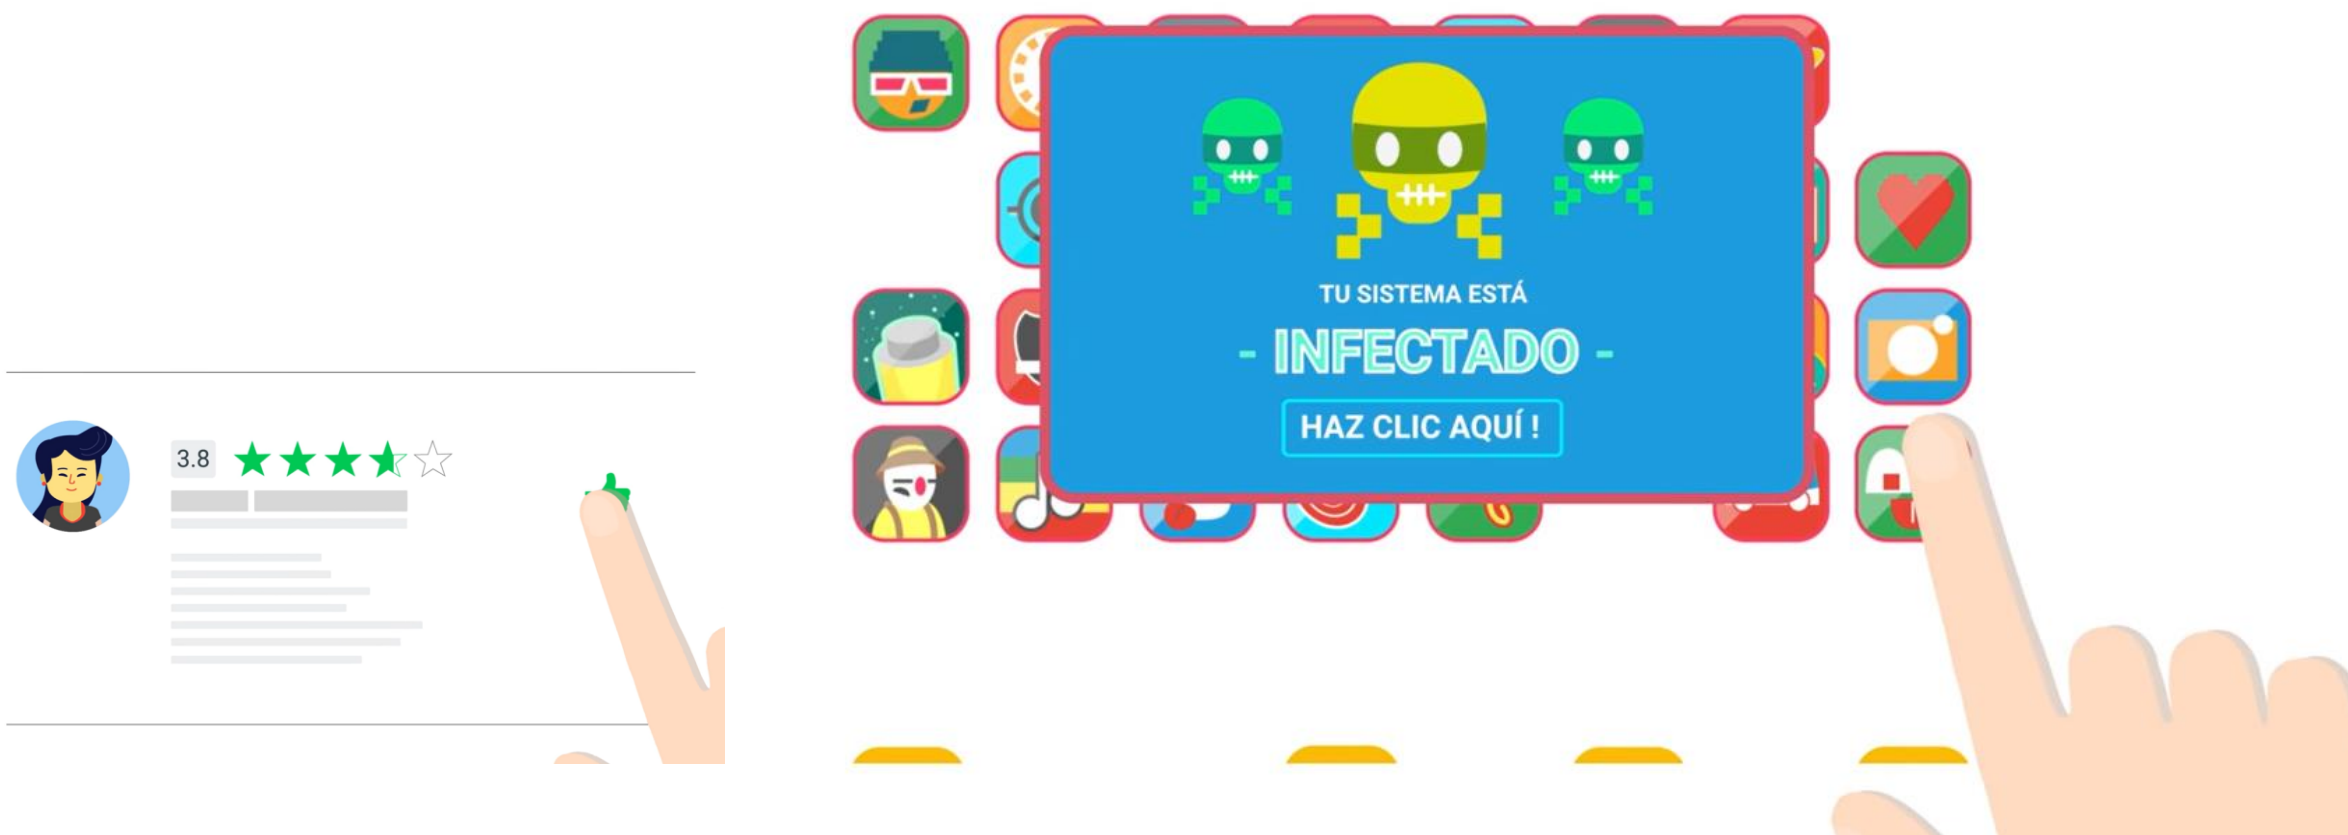 3.8
TU SISTEMA ESTÁ
- INFECTADO -
HAZ CLIC AQUÍ !